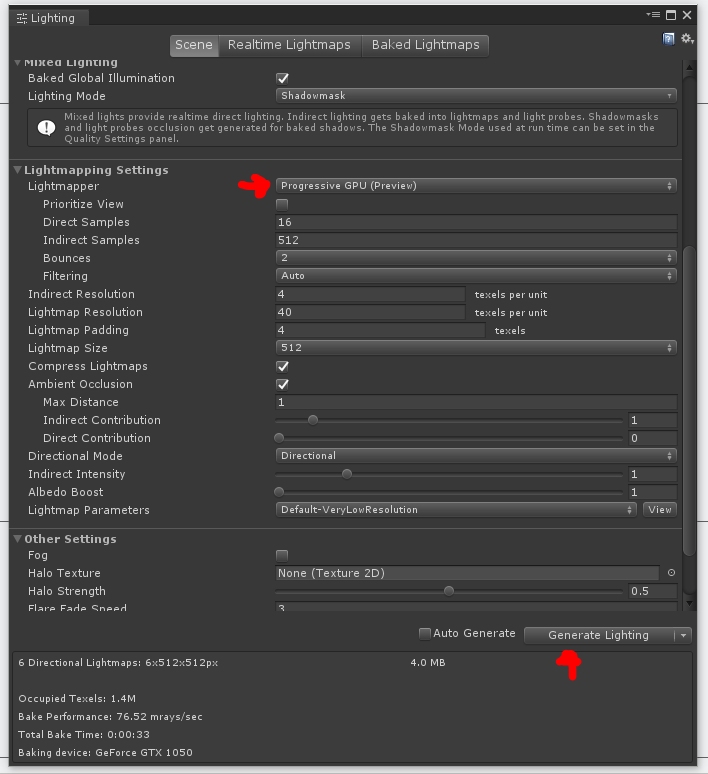 Lighting
Scene Realtime Lightmaps Baked Lightmaps
Mixed Lighting
Baked Global Illumination
Lighting Mode Shadowmask
Mixed lights provide realtime direct lighting. Indirect lighting gets baked into lightmaps and light probes. Shadowmasks
and light probes occlusion get generated for baked shadows. The Shadowmask Mode used at run time can be set in the
Quality Settings panel.
Lightmapping Settings
Lightmapper Progressive GPU (Preview)
Prioritize View
Direct Samples 16
Indirect Samples 512
Bounces 2
Filtering Auto
Indirect Resolution 4 texels per unit
Lightmap Resolution 40 texels per unit
Lightmap Padding 4 texels
Lightmap Size 512
Compress Lightmaps
Ambient Occlusion
Max Distance 1
Indirect Contribution 1
Direct Contribution 0
Directional Mode Directional
Indirect Intensity 1
Albedo Boost 1
Lightmap Parameters Default-VeryLowResolution View
Other Settings
Fog
Halo Texture None (Texture 2D)
Halo Strength 0.5
Flare Fade Speed 3
Auto Generate Generate Lighting
6 Directional Lightmaps: 6x512x512px 4.0 MB
Occupied Texels: 1.4M
Bake Performance: 76.52 mrays/sec
Total Bake Time: 0:00:33
Baking device: GeForce GTX 1050